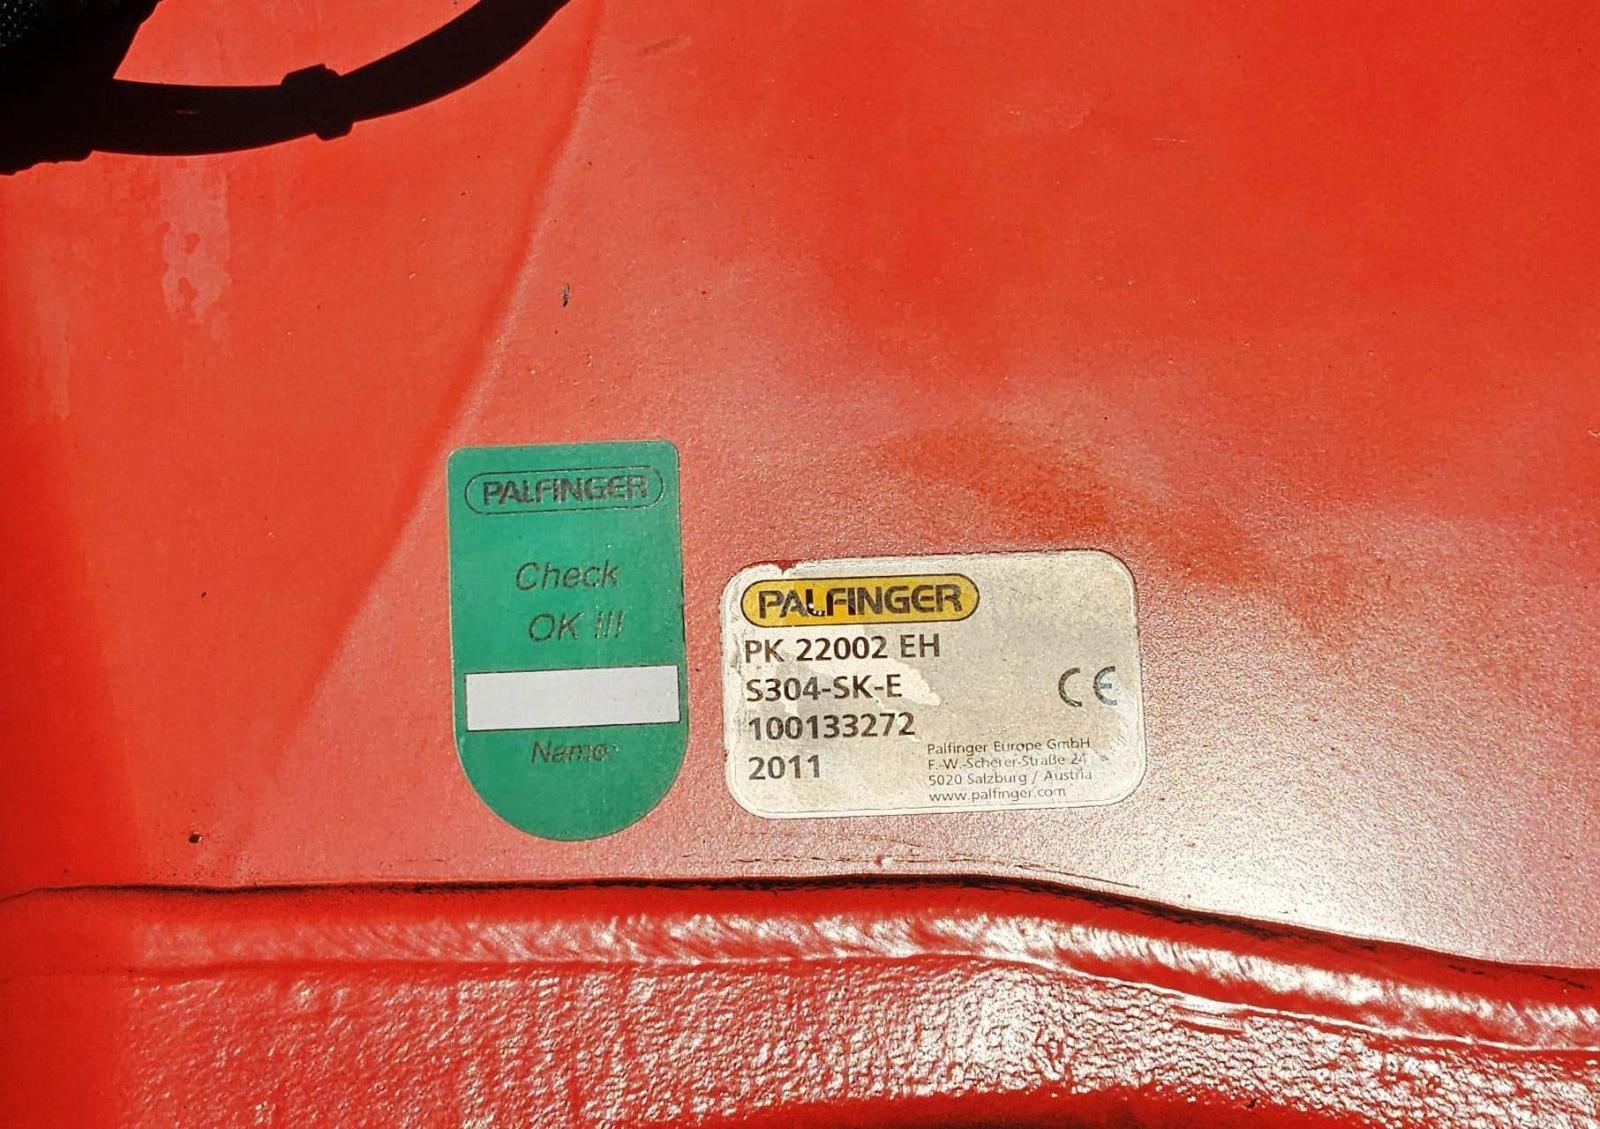 PALFINGER
Check
OK !!!
Name
PALFINGER
PK 22002 EH
S304-SK-E
100133272
2011
CE
Palfinger Europe GmbH
F.-W.-Scherer-Straße 24
5020 Salzburg / Austria
www.palfinger.com